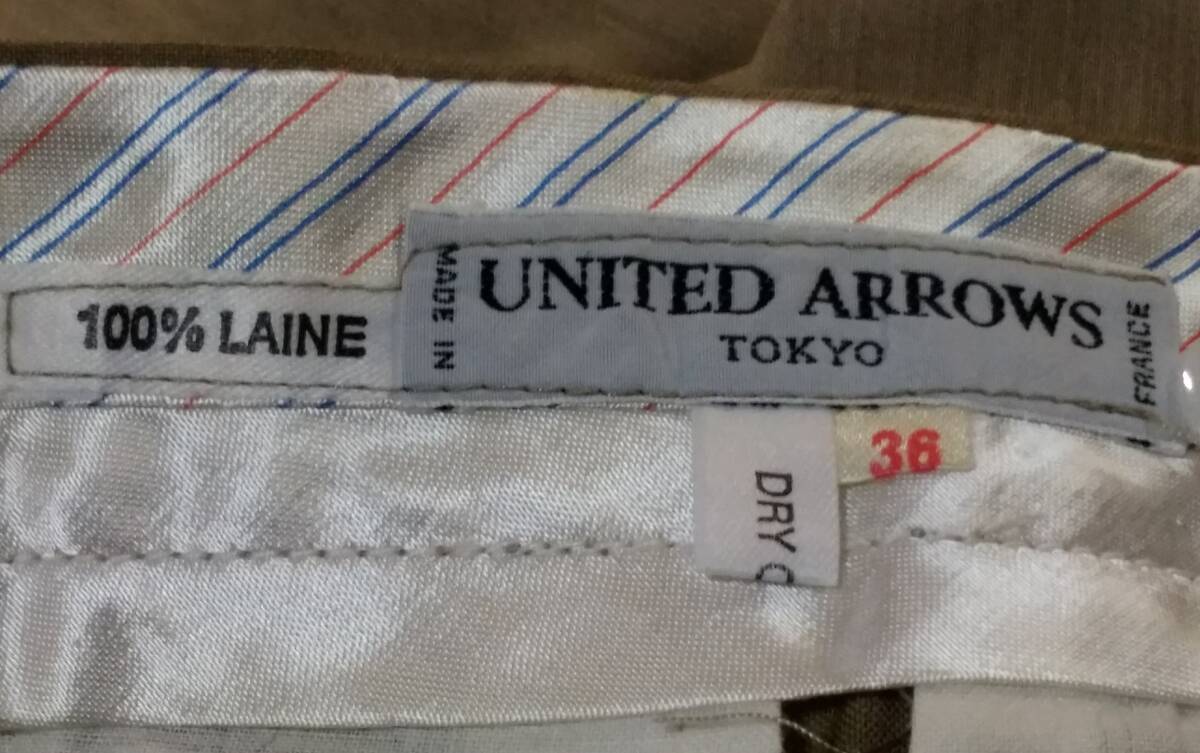 100% LAINE
MADE IN
UNITED ARROWS
TOKYO
FRANCE
36
DRY